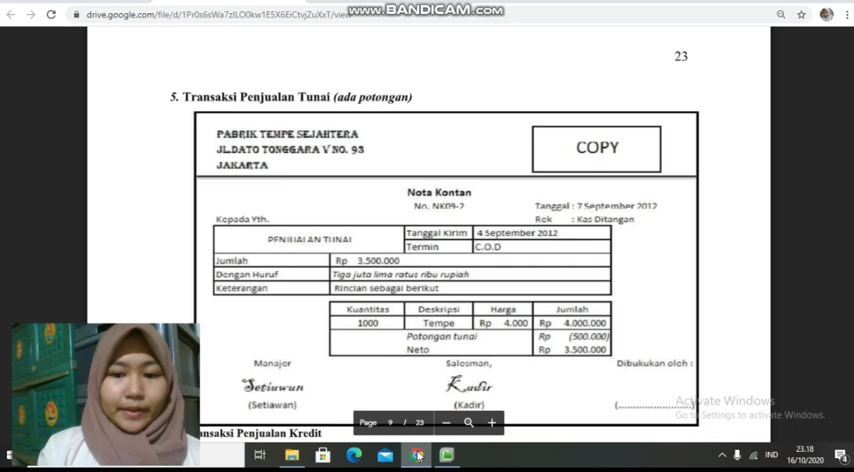 drive.google.com/file/d/1Pr0s6sWa7zILO0kw1E5X6EiCtvjZuXxT/view
www.BANDICAM.com
23
5. Transaksi Penjualan Tunai (ada potongan)
PABRIK TEMPE SEJAHTERA
JL.DATO TONGGARA V NO. 93
JAKARTA
COPY
Nota Kontan
No. NK09-2
Tanggal : 7 September 2012
Kepada Yth.
Rek : Kas Ditangan
PENJUALAN TUNAI
Tanggal Kirim 4 September 2012
Termin C.O.D
Jumlah Rp 3.500.000
Dengan Huruf Tiga juta lima ratus ribu rupiah
Keterangan Rincian sebagai berikut
Kuantitas Deskripsi Harga Jumlah
1000 Tempe Rp 4.000 Rp 4.000.000
Potongan tunai Rp (500.000)
Neto Rp 3.500.000
Manajer Salesman, Dibukukan oleh :
Setiawan Kadir
(Setiawan) (Kadir) (....................)
Activate Windows
Go to Settings to activate Windows.
Page 9 / 23
ansaksi Penjualan Kredit
IND
23.18
16/10/2020
4